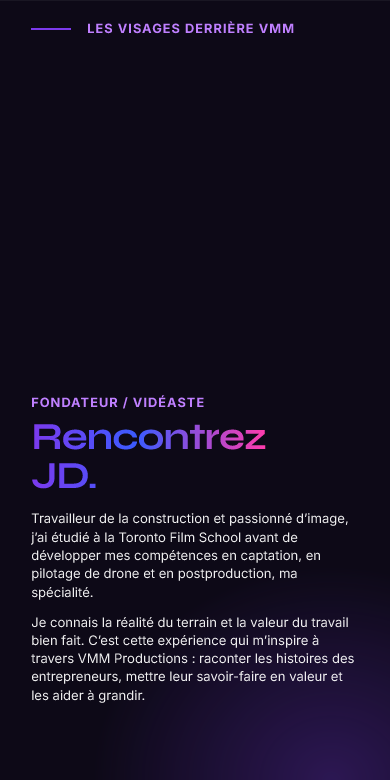 LES VISAGES DERRIÈRE VMM
FONDATEUR / VIDÉASTE
Rencontrez
JD.
Travailleur de la construction et passionné d’image,
j’ai étudié à la Toronto Film School avant de
développer mes compétences en captation, en
pilotage de drone et en postproduction, ma
spécialité.
Je connais la réalité du terrain et la valeur du travail
bien fait. C’est cette expérience qui m’inspire à
travers VMM Productions : raconter les histoires des
entrepreneurs, mettre leur savoir-faire en valeur et
les aider à grandir.